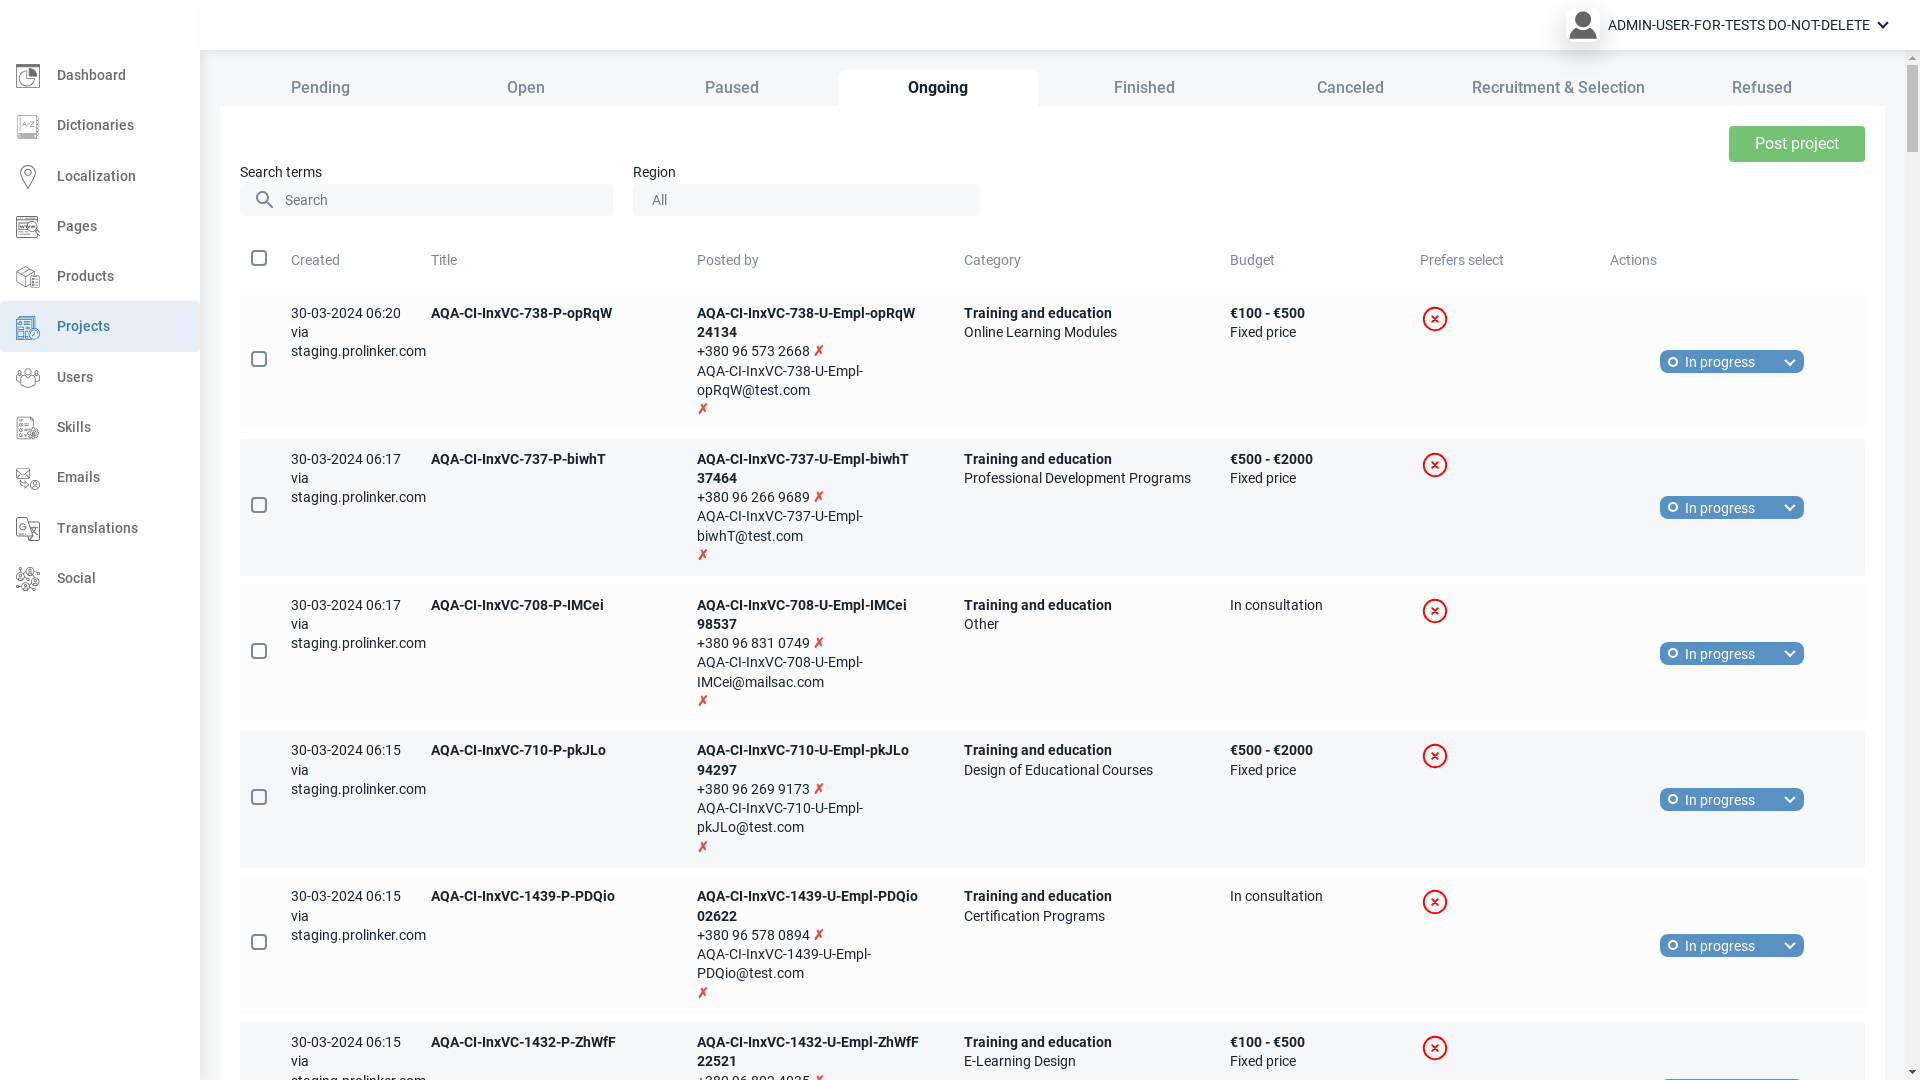 ADMIN-USER-FOR-TESTS DO-NOT-DELETE
Dashboard
Dictionaries
Localization
Pages
Products
Projects
Users
Skills
Emails
Translations
Social
Pending
Open
Paused
Ongoing
Finished
Canceled
Recruitment & Selection
Refused
Post project
Search terms
Search
Region
All
Created
Title
Posted by
Category
Budget
Prefers select
Actions
30-03-2024 06:20
via
staging.prolinker.com
AQA-CI-InxVC-738-P-opRqW
AQA-CI-InxVC-738-U-Empl-opRqW
24134
+380 96 573 2668 ✗
AQA-CI-InxVC-738-U-Empl-
opRqW@test.com
✗
Training and education
Online Learning Modules
€100 - €500
Fixed price
In progress
30-03-2024 06:17
via
staging.prolinker.com
AQA-CI-InxVC-737-P-biwhT
AQA-CI-InxVC-737-U-Empl-biwhT
37464
+380 96 266 9689 ✗
AQA-CI-InxVC-737-U-Empl-
biwhT@test.com
✗
Training and education
Professional Development Programs
€500 - €2000
Fixed price
In progress
30-03-2024 06:17
via
staging.prolinker.com
AQA-CI-InxVC-708-P-IMCei
AQA-CI-InxVC-708-U-Empl-IMCei
98537
+380 96 831 0749 ✗
AQA-CI-InxVC-708-U-Empl-
IMCei@mailsac.com
✗
Training and education
Other
In consultation
In progress
30-03-2024 06:15
via
staging.prolinker.com
AQA-CI-InxVC-710-P-pkJLo
AQA-CI-InxVC-710-U-Empl-pkJLo
94297
+380 96 269 9173 ✗
AQA-CI-InxVC-710-U-Empl-
pkJLo@test.com
✗
Training and education
Design of Educational Courses
€500 - €2000
Fixed price
In progress
30-03-2024 06:15
via
staging.prolinker.com
AQA-CI-InxVC-1439-P-PDQio
AQA-CI-InxVC-1439-U-Empl-PDQio
02622
+380 96 578 0894 ✗
AQA-CI-InxVC-1439-U-Empl-
PDQio@test.com
✗
Training and education
Certification Programs
In consultation
In progress
30-03-2024 06:15
via
staging.prolinker.com
AQA-CI-InxVC-1432-P-ZhWfF
AQA-CI-InxVC-1432-U-Empl-ZhWfF
22521
Training and education
E-Learning Design
€100 - €500
Fixed price